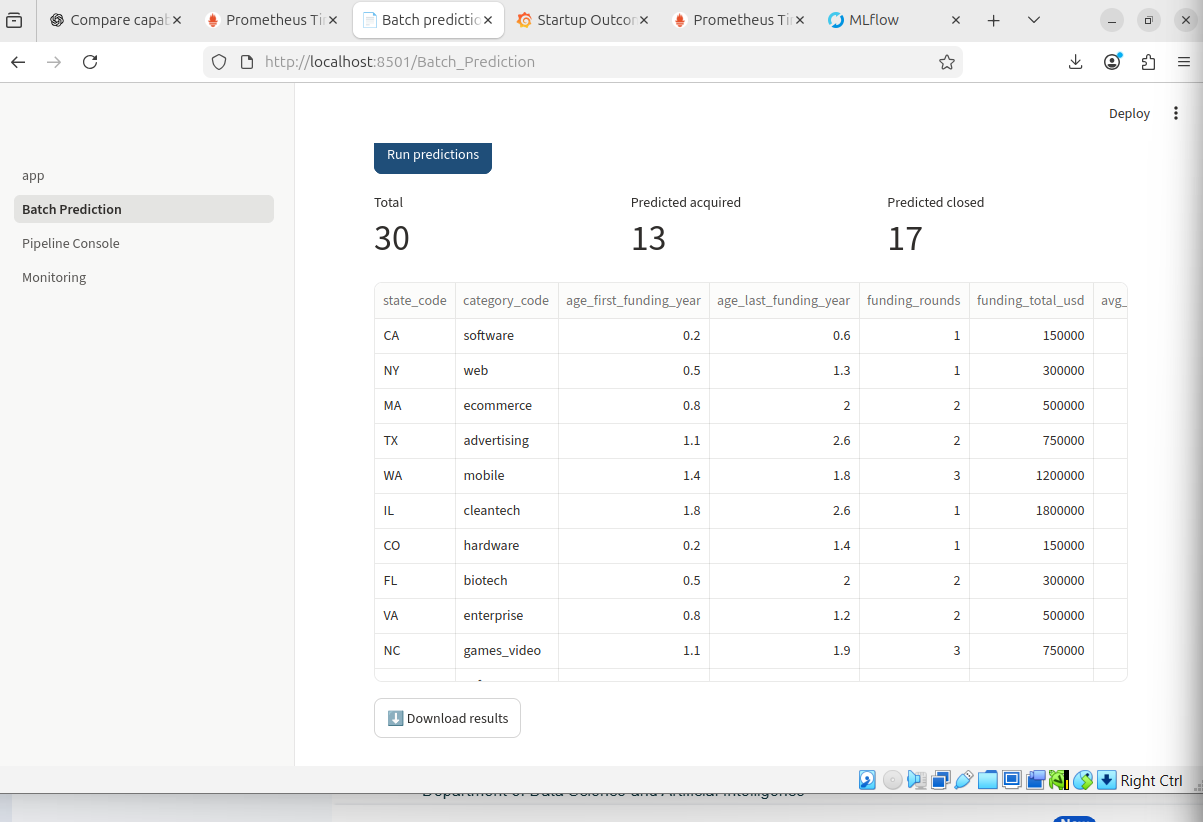 Compare capab
Prometheus Ti
Batch predictio
Startup Outcor
Prometheus Ti
MLflow
http://localhost:8501/Batch_Prediction
Deploy
app
Batch Prediction
Pipeline Console
Monitoring
Run predictions
Total Predicted acquired Predicted closed
30 13 17
state_code category_code age_first_funding_year age_last_funding_year funding_rounds funding_total_usd avg_
CA software 0.2 0.6 1 150000
NY web 0.5 1.3 1 300000
MA ecommerce 0.8 2 2 500000
TX advertising 1.1 2.6 2 750000
WA mobile 1.4 1.8 3 1200000
IL cleantech 1.8 2.6 1 1800000
CO hardware 0.2 1.4 1 150000
FL biotech 0.5 2 2 300000
VA enterprise 0.8 1.2 2 500000
NC games_video 1.1 1.9 3 750000
Download results
Right Ctrl
Department of Data Science and Artificial Intelligence